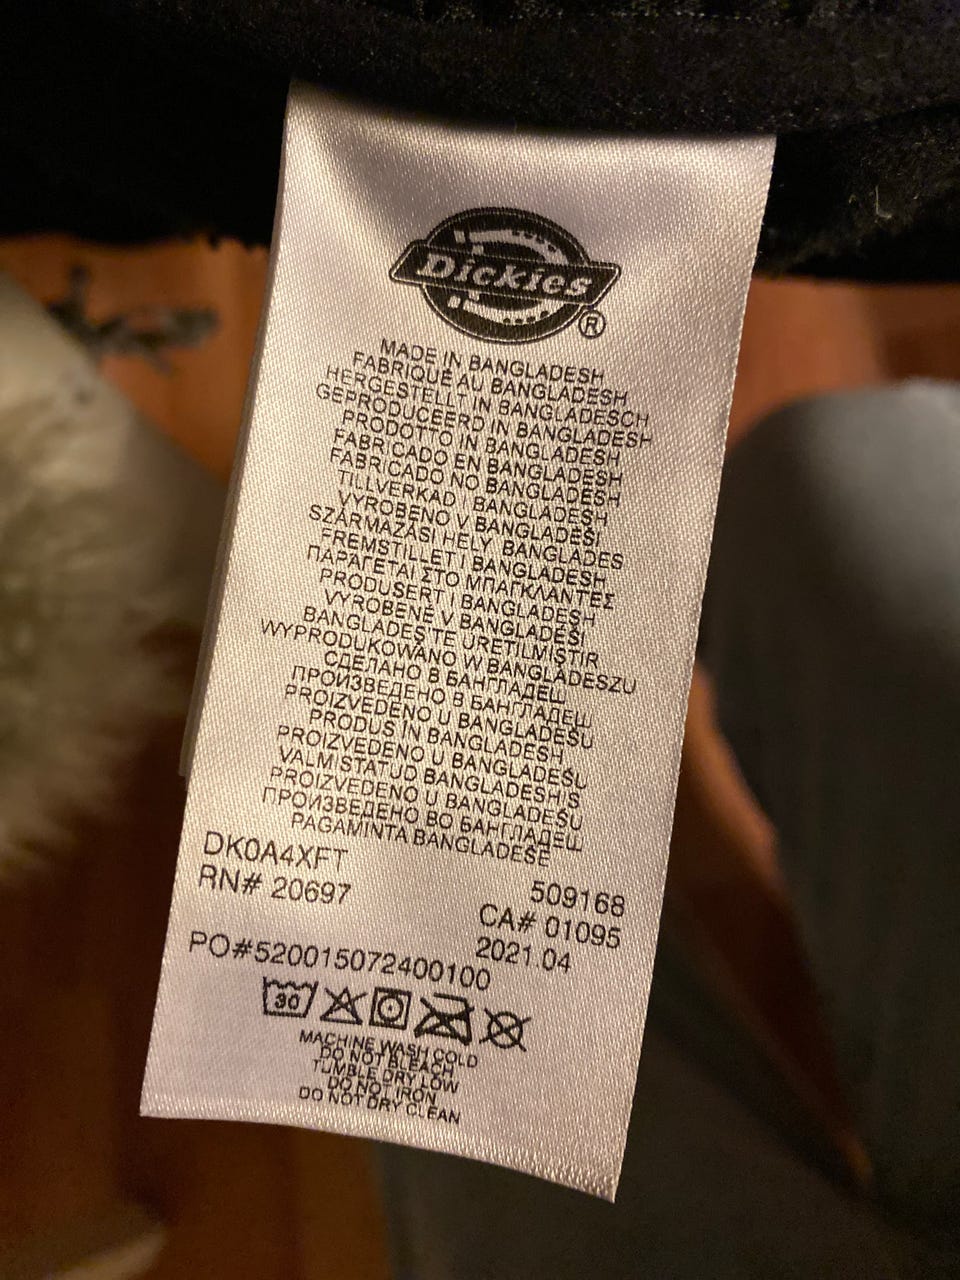 Dickies
®
MADE IN BANGLADESH
FABRIQUÉ AU BANGLADESH
HERGESTELLT IN BANGLADESCH
GEPRODUCEERD IN BANGLADESH
PRODOTTO IN BANGLADESH
FABRICADO EN BANGLADESH
FABRICADO NO BANGLADESH
TILLVERKAD I BANGLADESH
VYROBENO V BANGLADÉŠI
SZÁRMAZÁSI HELY: BANGLADES
FREMSTILLET I BANGLADESH
ΠΑΡΑΓΕΤΑΙ ΣΤΟ ΜΠΑΓΚΛΑΝΤΕΣ
PRODUSERT I BANGLADESH
VYROBENÉ V BANGLADÉŠI
BANGLADEŞ'TE ÜRETİLMİŞTİR
WYPRODUKOWANO W BANGLADESZU
СДЕЛАНО В БАНГЛАДЕШ
ПРОИЗВЕДЕНО В БАНГЛАДЕШ
PROIZVEDENO U BANGLADEŠU
PRODUS IN BANGLADESH
PROIZVEDENO U BANGLADEŠU
VALMISTATUD BANGLADESHIS
PROIZVEDENO U BANGLADEŠU
ПРОИЗВЕДЕНО ВО БАНГЛАДЕШ
PAGAMINTA BANGLADEŠE
DK0A4XFT
509168
RN# 20697
CA# 01095
2021.04
PO#520015072400100
30
MACHINE WASH COLD
DO NOT BLEACH
TUMBLE DRY LOW
DO NOT IRON
DO NOT DRY CLEAN